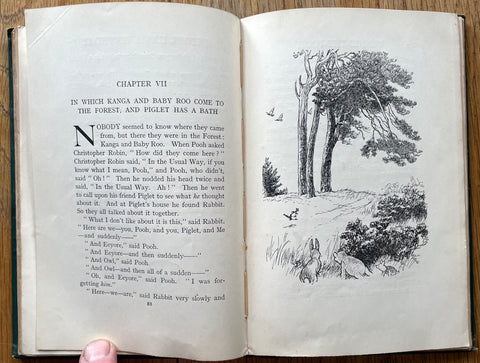 CHAPTER VII
IN WHICH KANGA AND BABY ROO COME TO
THE FOREST, AND PIGLET HAS A BATH
NOBODY seemed to know where they came
from, but there they were in the Forest:
Kanga and Baby Roo. When Pooh asked
Christopher Robin, "How did they come here?"
Christopher Robin said, "In the Usual Way, if you
know what I mean, Pooh," and Pooh, who didn't,
said "Oh!" Then he nodded his head twice and
said, "In the Usual Way. Ah!" Then he went
to call upon his friend Piglet to see what he thought
about it. And at Piglet's house he found Rabbit.
So they all talked about it together.
"What I don't like about it is this," said Rabbit.
"Here are we—you, Pooh, and you, Piglet, and Me
—and suddenly——"
"And Eeyore," said Pooh.
"And Eeyore—and then suddenly——"
"And Owl," said Pooh.
"And Owl—and then all of a sudden——"
"Oh, and Eeyore," said Pooh. "I was for-
getting him."
"Here—we—are," said Rabbit very slowly and